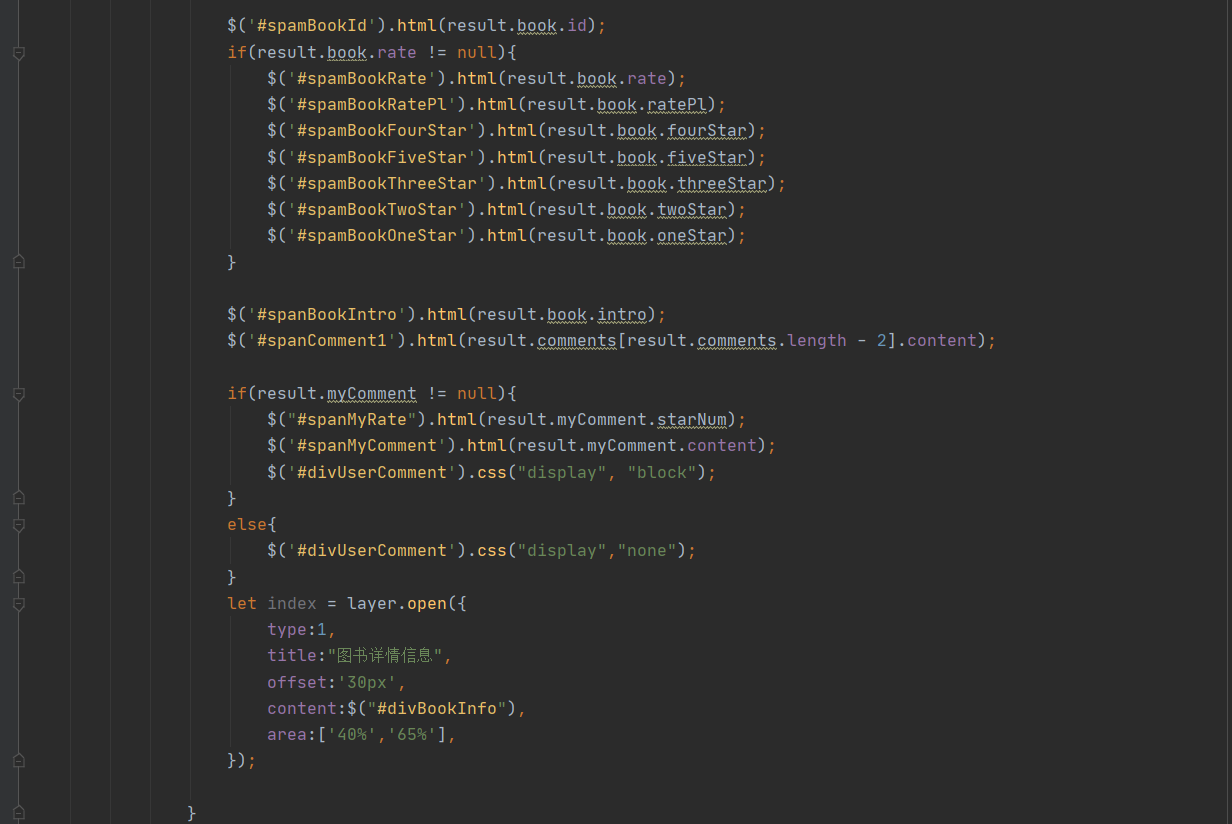 $('#spamBookId').html(result.book.id);
if(result.book.rate != null){
$('#spamBookRate').html(result.book.rate);
$('#spamBookRatePl').html(result.book.ratePl);
$('#spamBookFourStar').html(result.book.fourStar);
$('#spamBookFiveStar').html(result.book.fiveStar);
$('#spamBookThreeStar').html(result.book.threeStar);
$('#spamBookTwoStar').html(result.book.twoStar);
$('#spamBookOneStar').html(result.book.oneStar);
}
$('#spanBookIntro').html(result.book.intro);
$('#spanComment1').html(result.comments[result.comments.length - 2].content);
if(result.myComment != null){
$("#spanMyRate").html(result.myComment.starNum);
$('#spanMyComment').html(result.myComment.content);
$('#divUserComment').css("display", "block");
}
else{
$('#divUserComment').css("display","none");
}
let index = layer.open({
type:1,
title:"图书详情信息",
offset:'30px',
content:$("#divBookInfo"),
area:['40%','65%'],
});
}